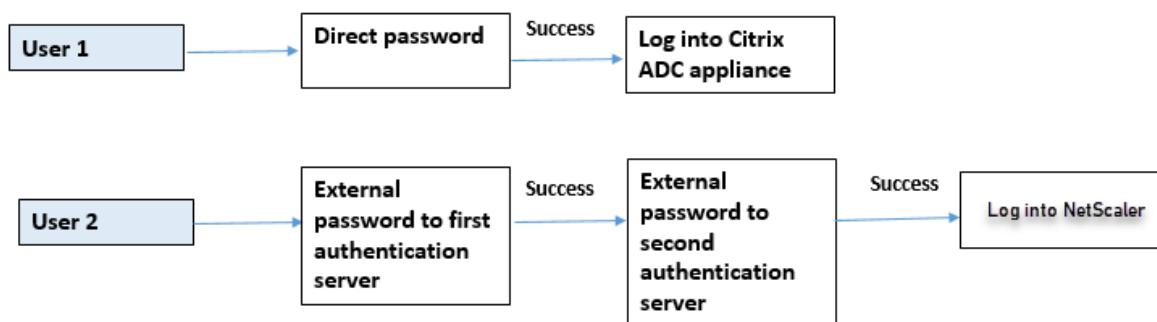 User 1
Direct password
Success
Log into Citrix
ADC appliance
User 2
External
password to first
authentication
server
Success
External
password to
second
authentication
server
Success
Log into NetScaler